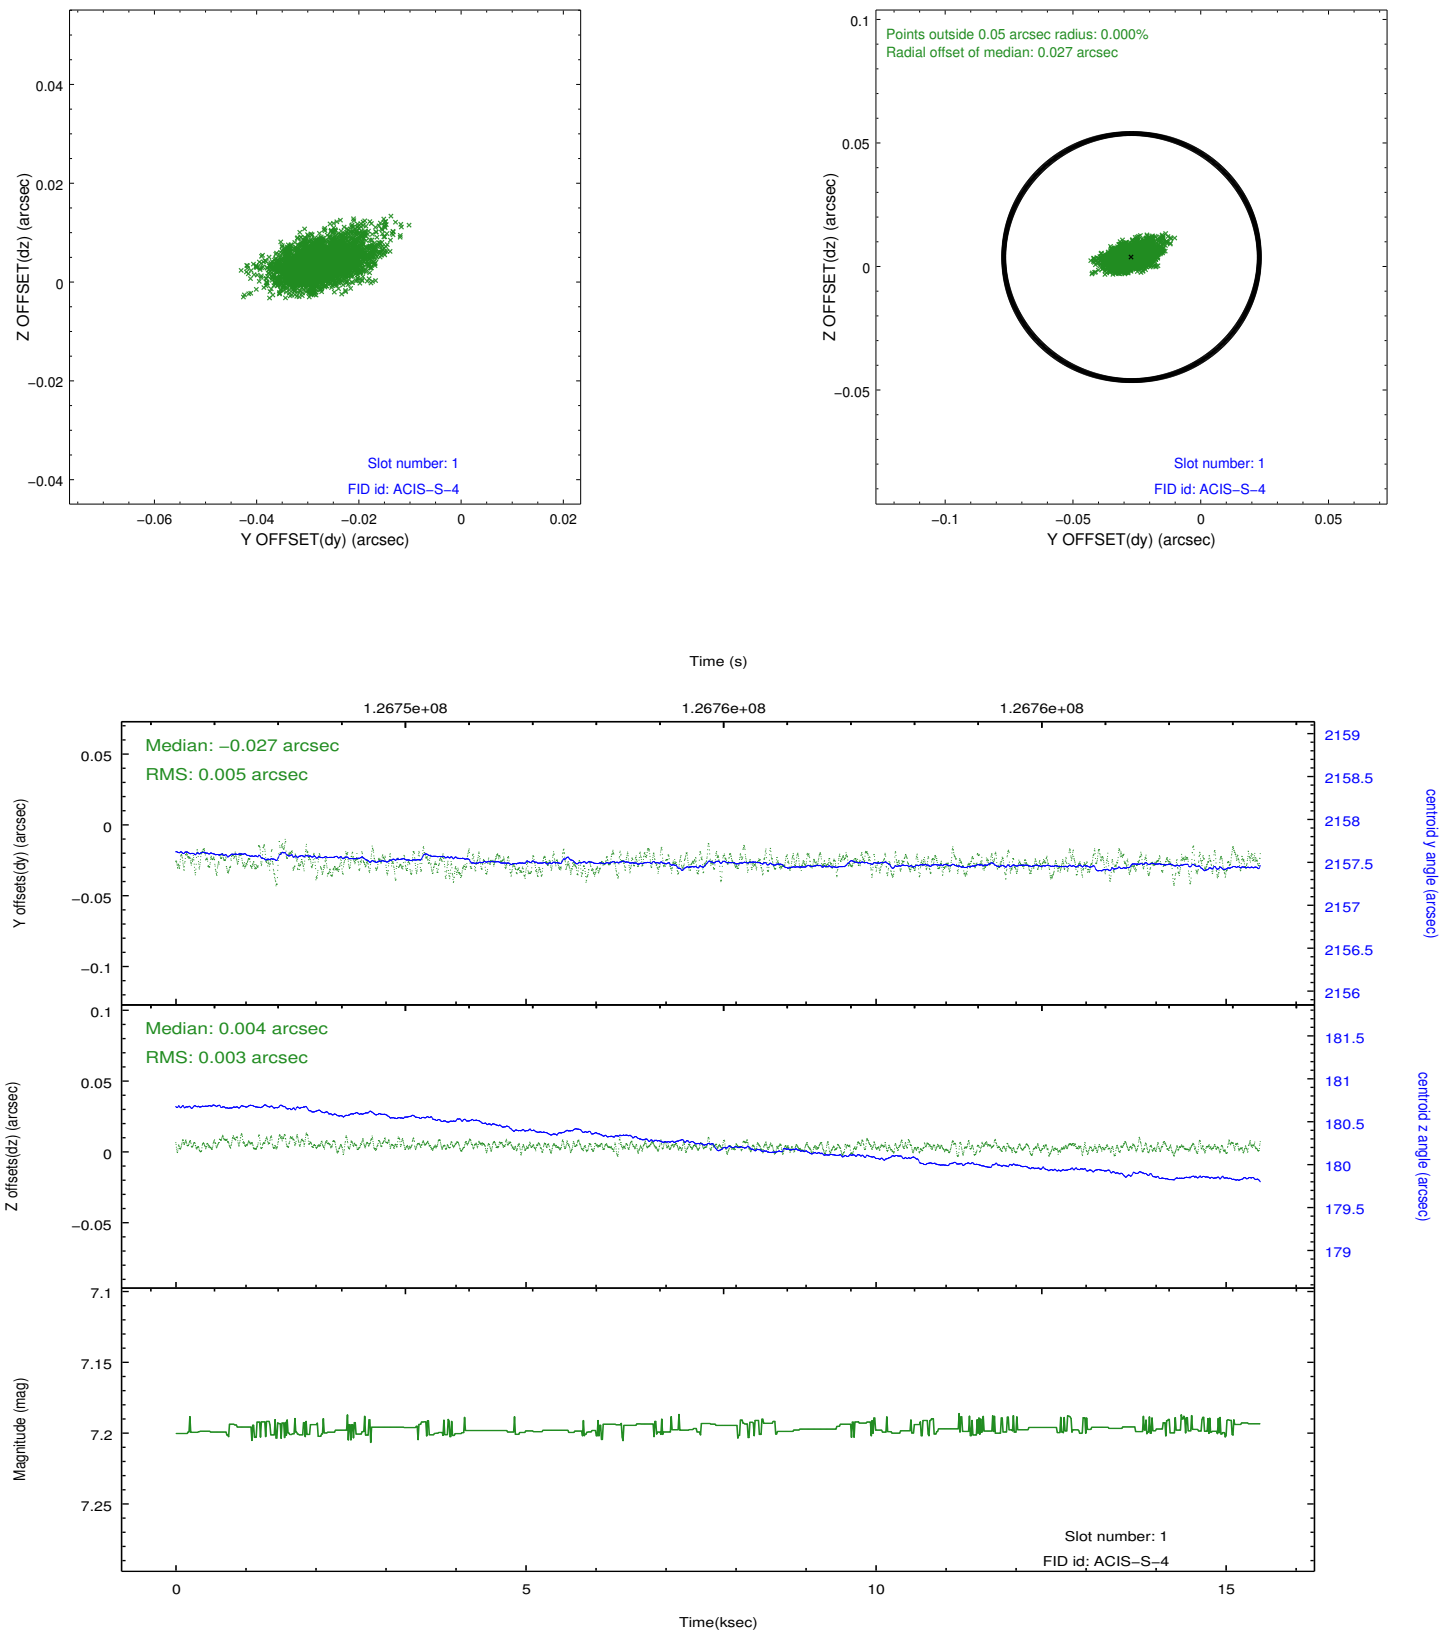 0.04
0.02
0
−0.02
−0.04
Z OFFSET(dz) (arcsec)
Slot number: 1
FID id: ACIS−S−4
−0.06
−0.04
−0.02
0
0.02
Y OFFSET(dy) (arcsec)
0.1
0.05
0
−0.05
Z OFFSET(dz) (arcsec)
Points outside 0.05 arcsec radius: 0.000%
Radial offset of median: 0.027 arcsec
Slot number: 1
FID id: ACIS−S−4
−0.1
−0.05
0
0.05
Y OFFSET(dy) (arcsec)
Time (s)
1.2675e+08
1.2676e+08
1.2676e+08
Median: −0.027 arcsec
RMS: 0.005 arcsec
0.05
0
−0.05
−0.1
Y offsets(dy) (arcsec)
2159
2158.5
2158
2157.5
2157
2156.5
2156
centroid y angle (arcsec)
Median: 0.004 arcsec
RMS: 0.003 arcsec
0.1
0.05
0
−0.05
Z offsets(dz) (arcsec)
181.5
181
180.5
180
179.5
179
centroid z angle (arcsec)
7.1
7.15
7.2
7.25
Magnitude (mag)
Slot number: 1
FID id: ACIS−S−4
0
5
10
15
Time(ksec)